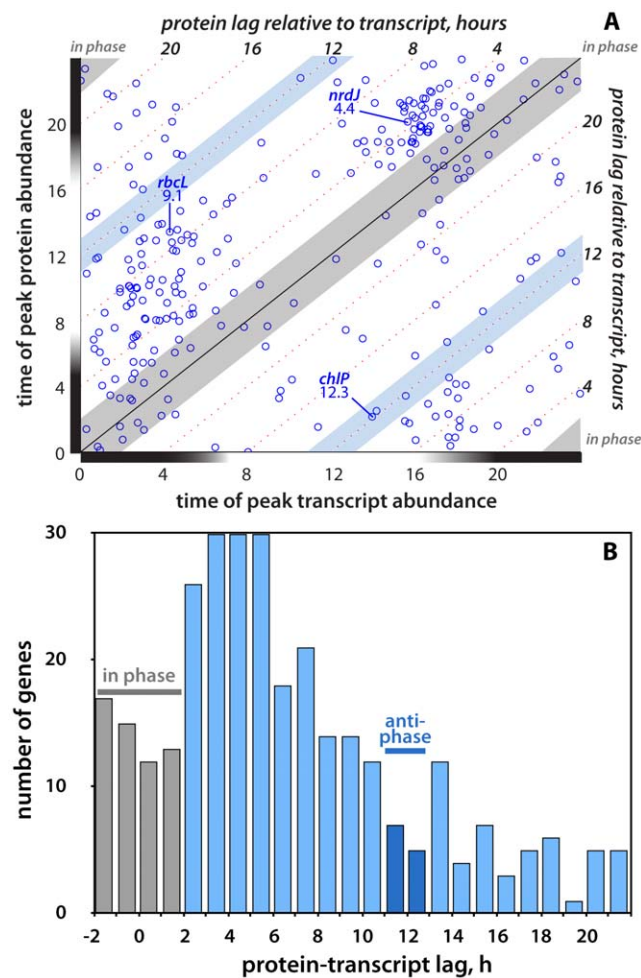 protein lag relative to transcript, hours
A
in phase
20
16
12
8
4
in phase
time of peak protein abundance
20
16
12
8
4
0
nrdJ
4.4
rbcL
9.1
chlP
12.3
protein lag relative to transcript, hours
20
16
12
8
4
in phase
0
4
8
12
16
20
time of peak transcript abundance
B
number of genes
30
20
10
0
in phase
anti-
phase
-2 0 2 4 6 8 10 12 14 16 18 20
protein-transcript lag, h